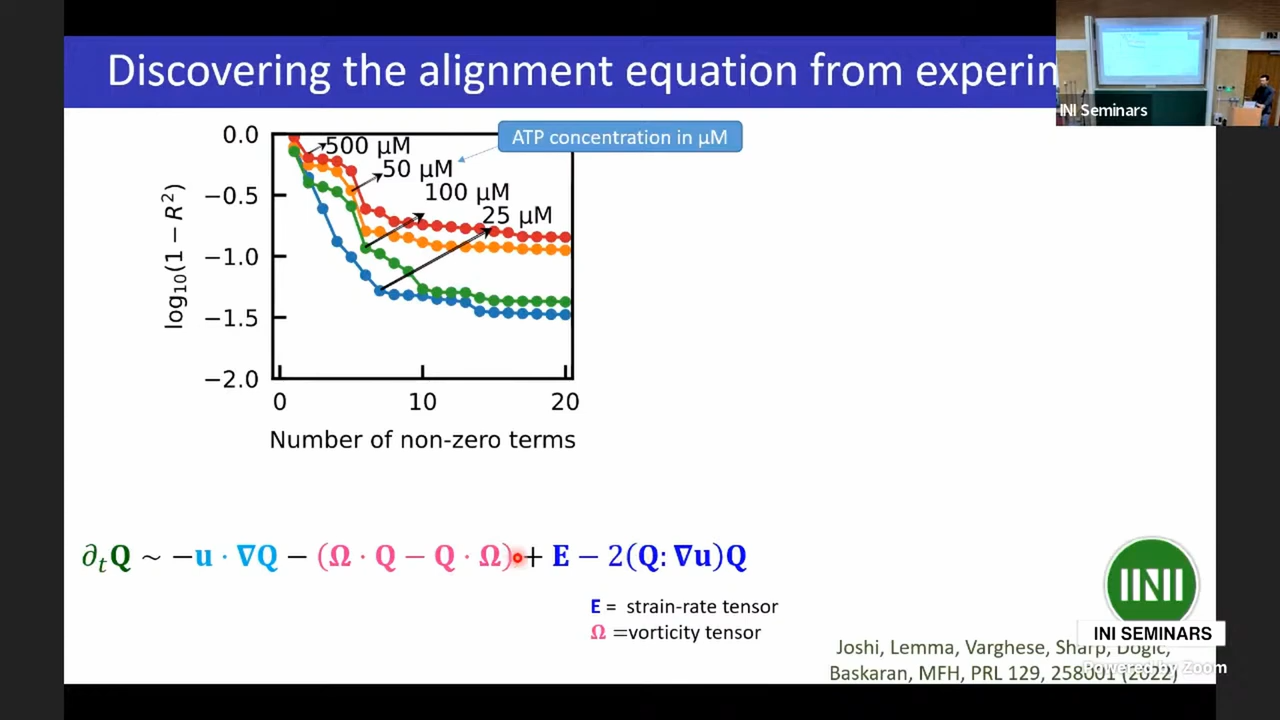 Discovering the alignment equation from experim
INI Seminars
ATP concentration in μM
0.0
−0.5
−1.0
−1.5
−2.0
log₁₀(1 − R²)
500 μM
50 μM
100 μM
25 μM
0 10 20
Number of non-zero terms
∂ₜQ ~ −u · ∇Q − (Ω · Q − Q · Ω) + E − 2(Q: ∇u)Q
E = strain-rate tensor
Ω =vorticity tensor
INI
INI SEMINARS
Joshi, Lemma, Varghese, Sharp, Dogic,
Baskaran, MFH, PRL 129, 258001 (2022)
Powered by Zoom